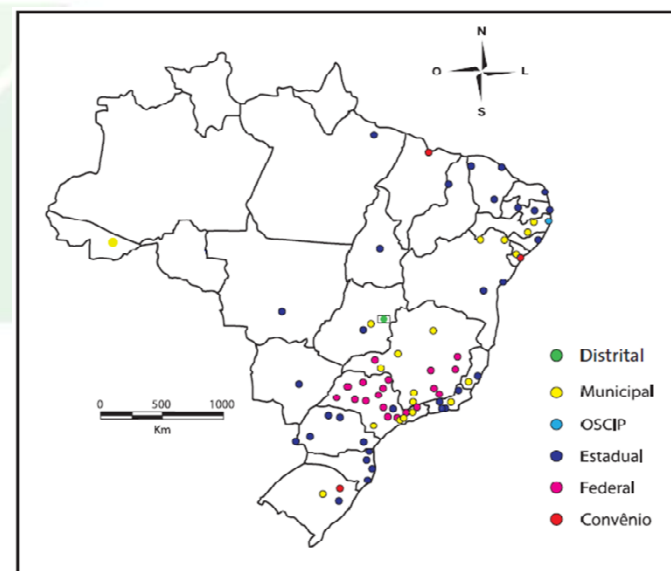 N
O L
S
0 500 1000
Km
Distrital
Municipal
OSCIP
Estadual
Federal
Convênio